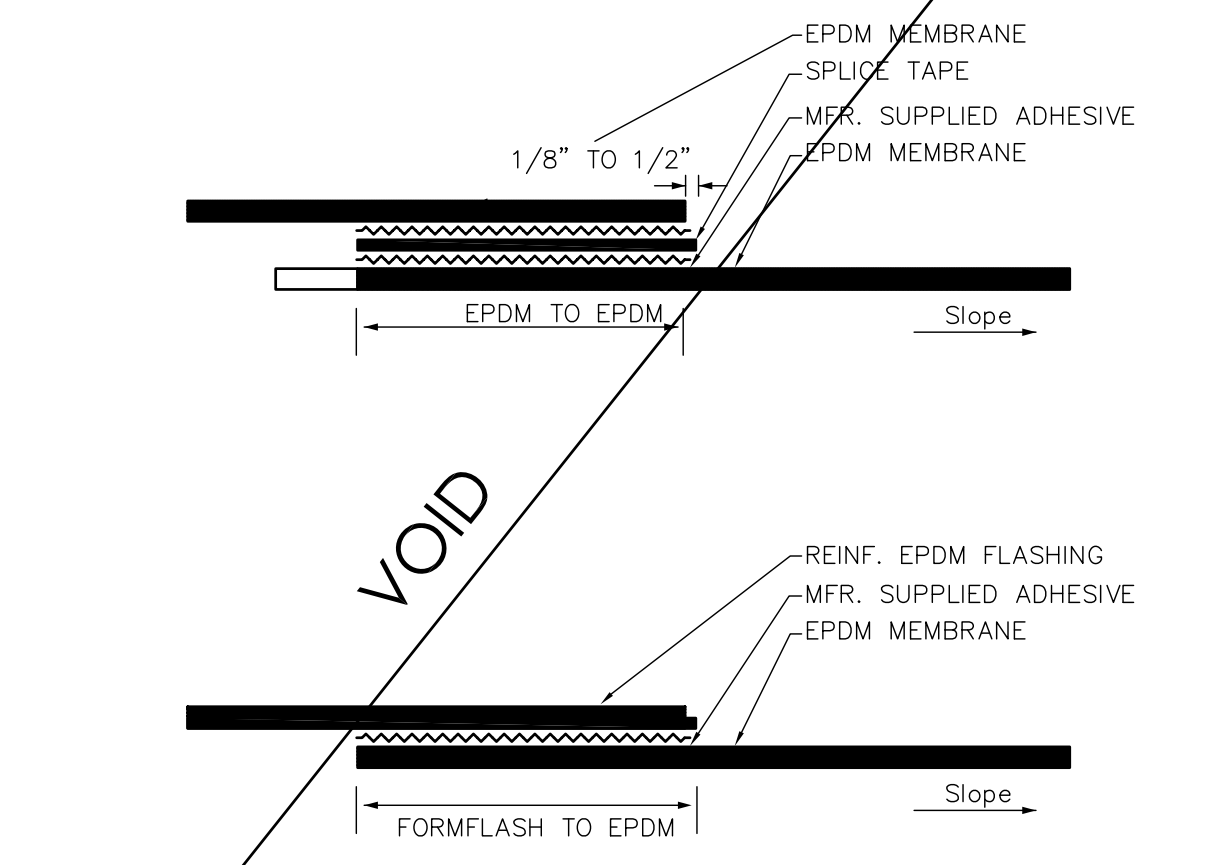 EPDM MEMBRANE
SPLICE TAPE
MFR. SUPPLIED ADHESIVE
1/8" TO 1/2"
EPDM MEMBRANE
EPDM TO EPDM
Slope
VOID
REINF. EPDM FLASHING
MFR. SUPPLIED ADHESIVE
EPDM MEMBRANE
Slope
FORMFLASH TO EPDM